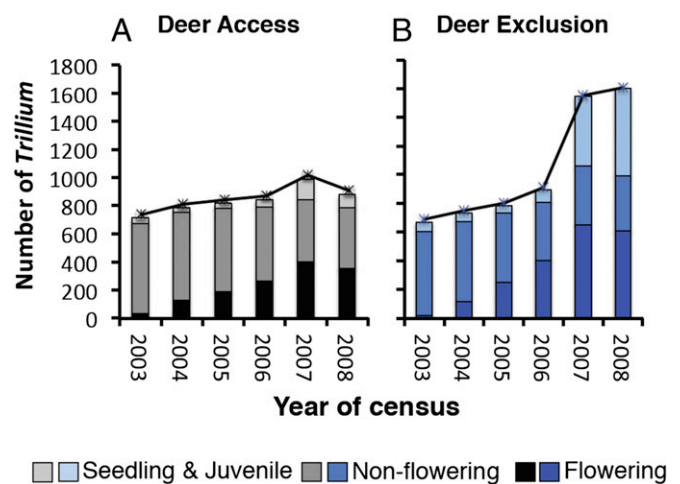 A Deer Access
B Deer Exclusion
Number of Trillium
1800
1600
1400
1200
1000
800
600
400
200
0
2003 2004 2005 2006 2007 2008
2003 2004 2005 2006 2007 2008
Year of census
Seedling & Juvenile Non-flowering Flowering